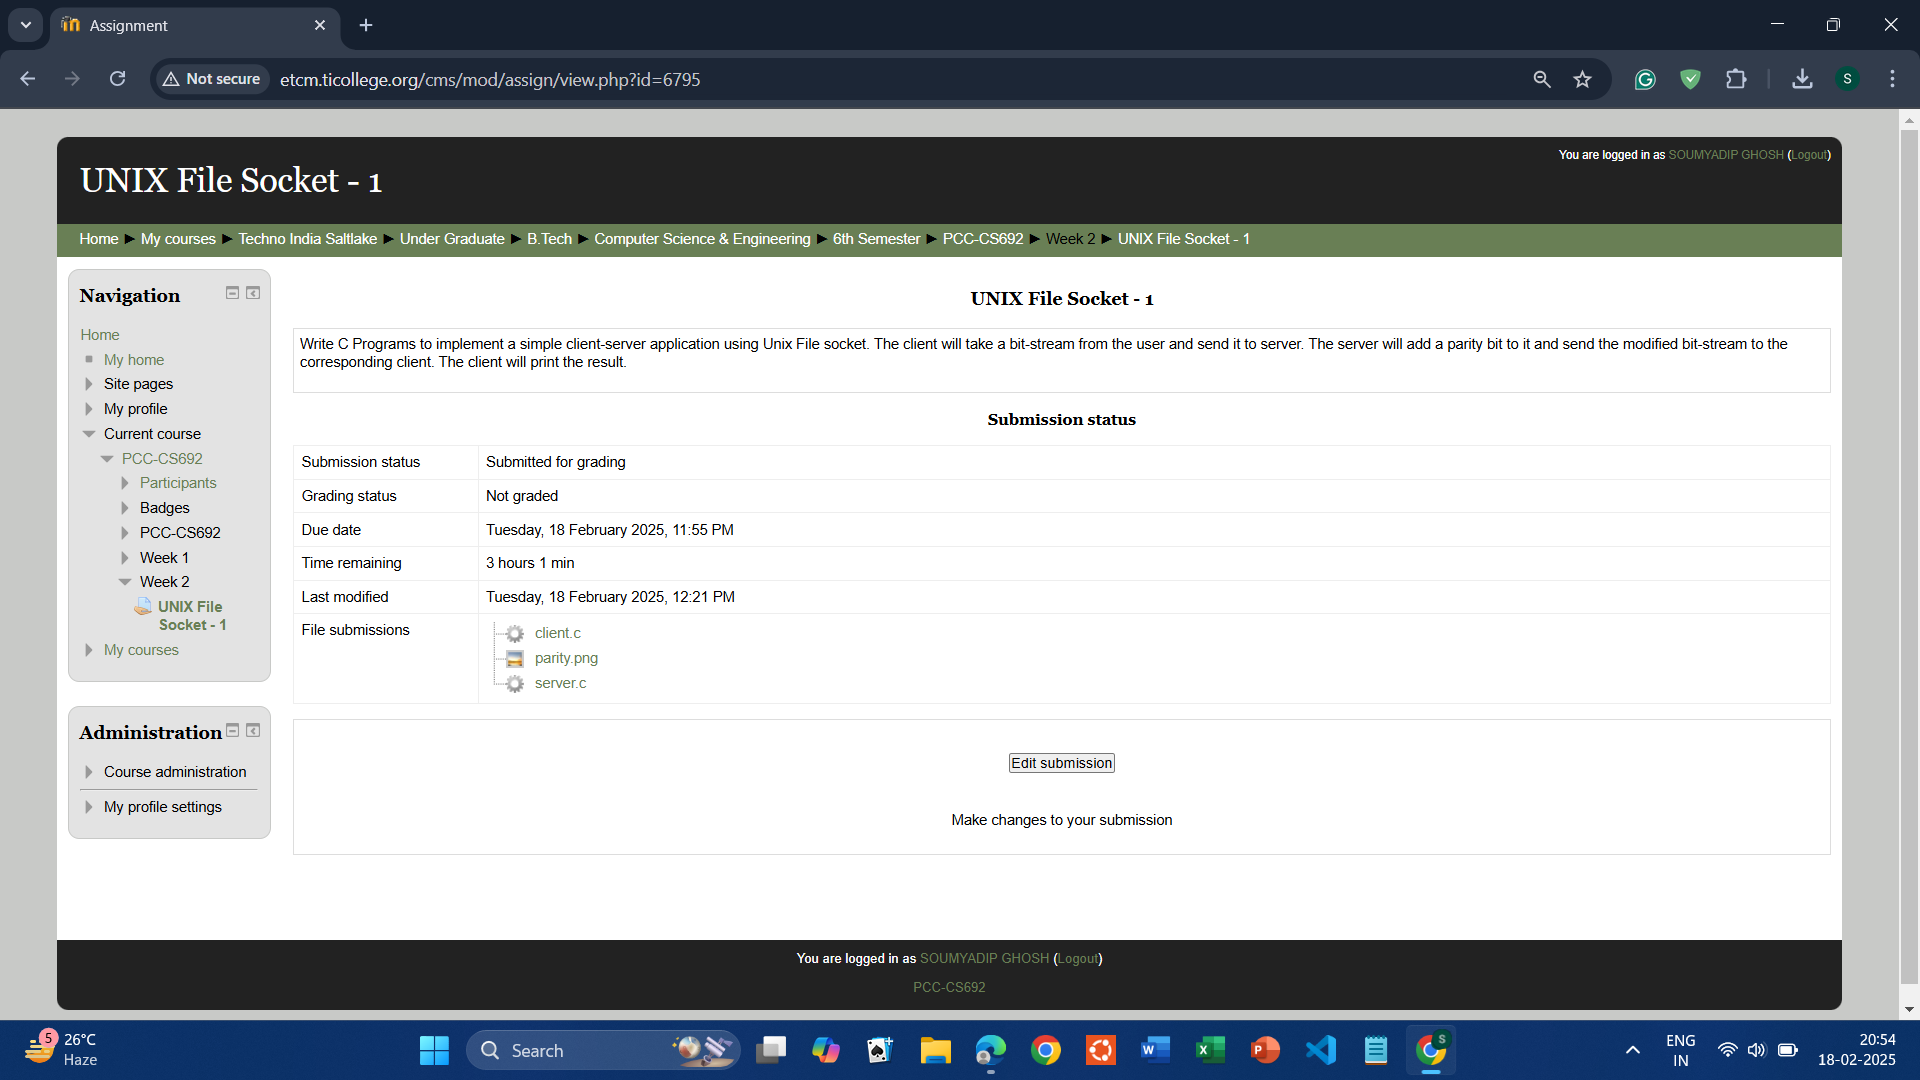 Assignment
Not secure
etcm.ticollege.org/cms/mod/assign/view.php?id=6795
S
You are logged in as SOUMYADIP GHOSH (Logout)
UNIX File Socket - 1
Home ► My courses ► Techno India Saltlake ► Under Graduate ► B.Tech ► Computer Science & Engineering ► 6th Semester ► PCC-CS692 ► Week 2 ► UNIX File Socket - 1
Navigation
Home
My home
Site pages
My profile
Current course
PCC-CS692
Participants
Badges
PCC-CS692
Week 1
Week 2
UNIX File
Socket - 1
My courses
Administration
Course administration
My profile settings
UNIX File Socket - 1
Write C Programs to implement a simple client-server application using Unix File socket. The client will take a bit-stream from the user and send it to server. The server will add a parity bit to it and send the modified bit-stream to the
corresponding client. The client will print the result.
Submission status
Submission status Submitted for grading
Grading status Not graded
Due date Tuesday, 18 February 2025, 11:55 PM
Time remaining 3 hours 1 min
Last modified Tuesday, 18 February 2025, 12:21 PM
File submissions client.c
parity.png
server.c
Edit submission
Make changes to your submission
You are logged in as SOUMYADIP GHOSH (Logout)
PCC-CS692
5
26°C
Haze
Search
S
ENG
IN
20:54
18-02-2025